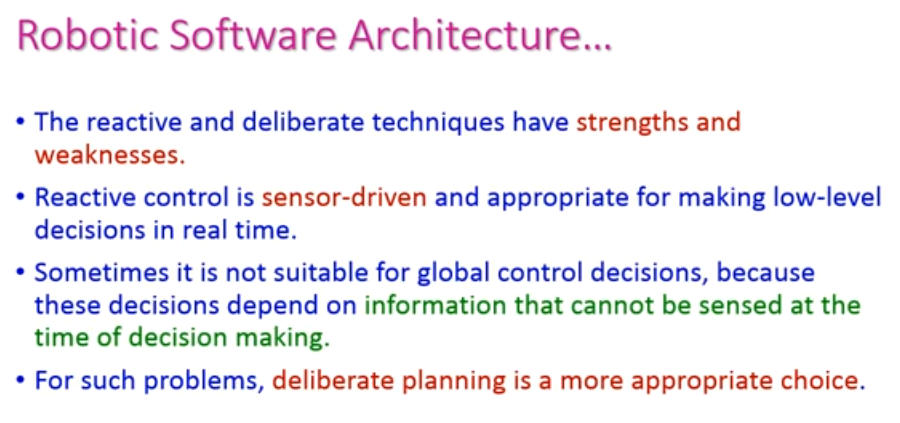 Robotic Software Architecture...
• The reactive and deliberate techniques have strengths and
weaknesses.
• Reactive control is sensor-driven and appropriate for making low-level
decisions in real time.
• Sometimes it is not suitable for global control decisions, because
these decisions depend on information that cannot be sensed at the
time of decision making.
• For such problems, deliberate planning is a more appropriate choice.